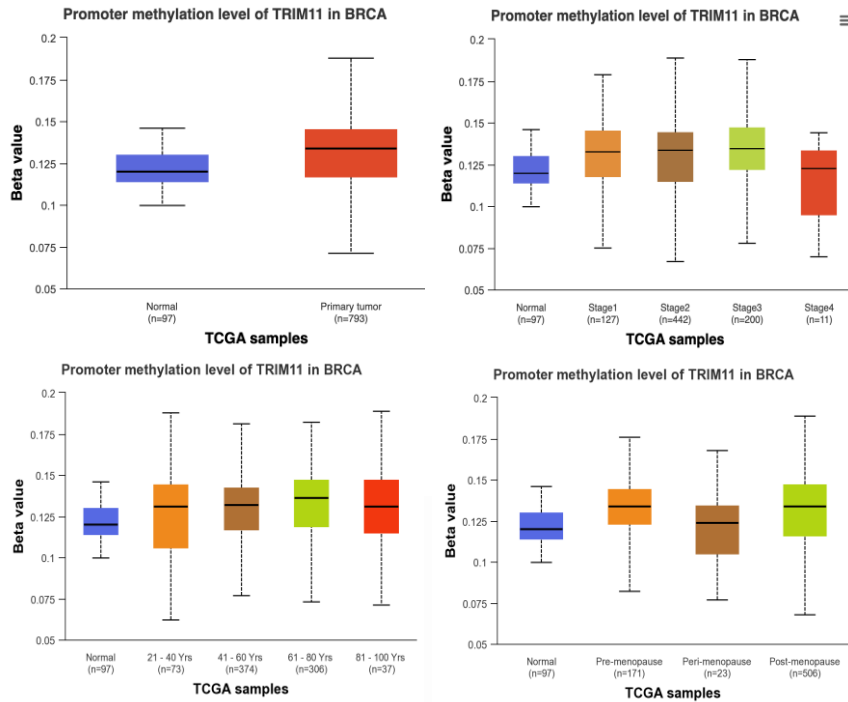 Promoter methylation level of TRIM11 in BRCA
Beta value
0.2
0.175
0.15
0.125
0.1
0.075
0.05
Normal
(n=97)
Primary tumor
(n=793)
TCGA samples
Promoter methylation level of TRIM11 in BRCA
Beta value
0.2
0.175
0.15
0.125
0.1
0.075
0.05
Normal
(n=97)
Stage1
(n=127)
Stage2
(n=442)
Stage3
(n=200)
Stage4
(n=11)
TCGA samples
Promoter methylation level of TRIM11 in BRCA
Beta value
0.2
0.175
0.15
0.125
0.1
0.075
0.05
Normal
(n=97)
21 - 40 Yrs
(n=73)
41 - 60 Yrs
(n=374)
61 - 80 Yrs
(n=306)
81 - 100 Yrs
(n=37)
TCGA samples
Promoter methylation level of TRIM11 in BRCA
Beta value
0.2
0.175
0.15
0.125
0.1
0.075
0.05
Normal
(n=97)
Pre-menopause
(n=171)
Peri-menopause
(n=23)
Post-menopause
(n=506)
TCGA samples